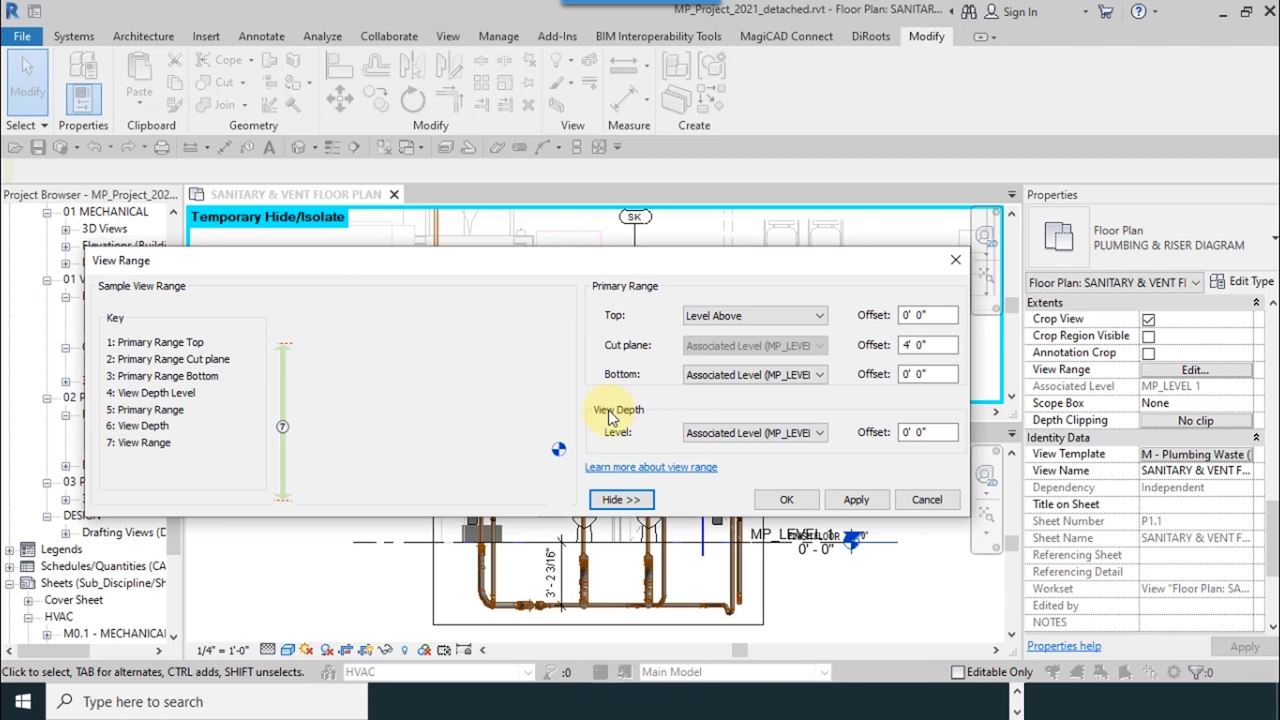 MP_Project_2021_detached.rvt - Floor Plan: SANITAR...
Sign In
File Systems Architecture Insert Annotate Analyze Collaborate View Manage Add-Ins BIM Interoperability Tools MagiCAD Connect DiRoots Modify
Modify
Paste
Cope
Cut
Join
Select Properties Clipboard Geometry Modify View Measure Create
Project Browser - MP_Project_202...
SANITARY & VENT FLOOR PLAN
Properties
01 MECHANICAL
3D Views
Elevations (Buildi
01 V
02 P
03 P
DESIGN
Drafting Views (D
Legends
Schedules/Quantities (CA
Sheets (Sub_Discipline/Sh
Cover Sheet
HVAC
M0.1 - MECHANICAL
Temporary Hide/Isolate
SK
2D
View Range
Sample View Range
Key
1: Primary Range Top
2: Primary Range Cut plane
3: Primary Range Bottom
4: View Depth Level
5: Primary Range
6: View Depth
7: View Range
7
Primary Range
Top: Level Above Offset: 0' 0"
Cut plane: Associated Level (MP_LEVEL Offset: 4' 0"
Bottom: Associated Level (MP_LEVEL Offset: 0' 0"
View Depth
Level: Associated Level (MP_LEVEL Offset: 0' 0"
Learn more about view range
Hide >> OK Apply Cancel
MP_LEVEL 1
0' - 0"
3' - 2 3/16"
2D
Floor Plan
PLUMBING & RISER DIAGRAM
Floor Plan: SANITARY & VENT Fl Edit Type
Extents
Crop View
Crop Region Visible
Annotation Crop
View Range Edit...
Associated Level MP_LEVEL 1
Scope Box None
Depth Clipping No clip
Identity Data
View Template M - Plumbing Waste (
View Name SANITARY & VENT F...
Dependency Independent
Title on Sheet
Sheet Number P1.1
Sheet Name SANITARY & VENT F...
Referencing Sheet
Referencing Detail
Workset View "Floor Plan: SA...
Edited by
NOTES
Properties help Apply
1/4" = 1'-0"
Click to select, TAB for alternates, CTRL adds, SHIFT unselects. HVAC :0 Main Model Editable Only :0
Type here to search